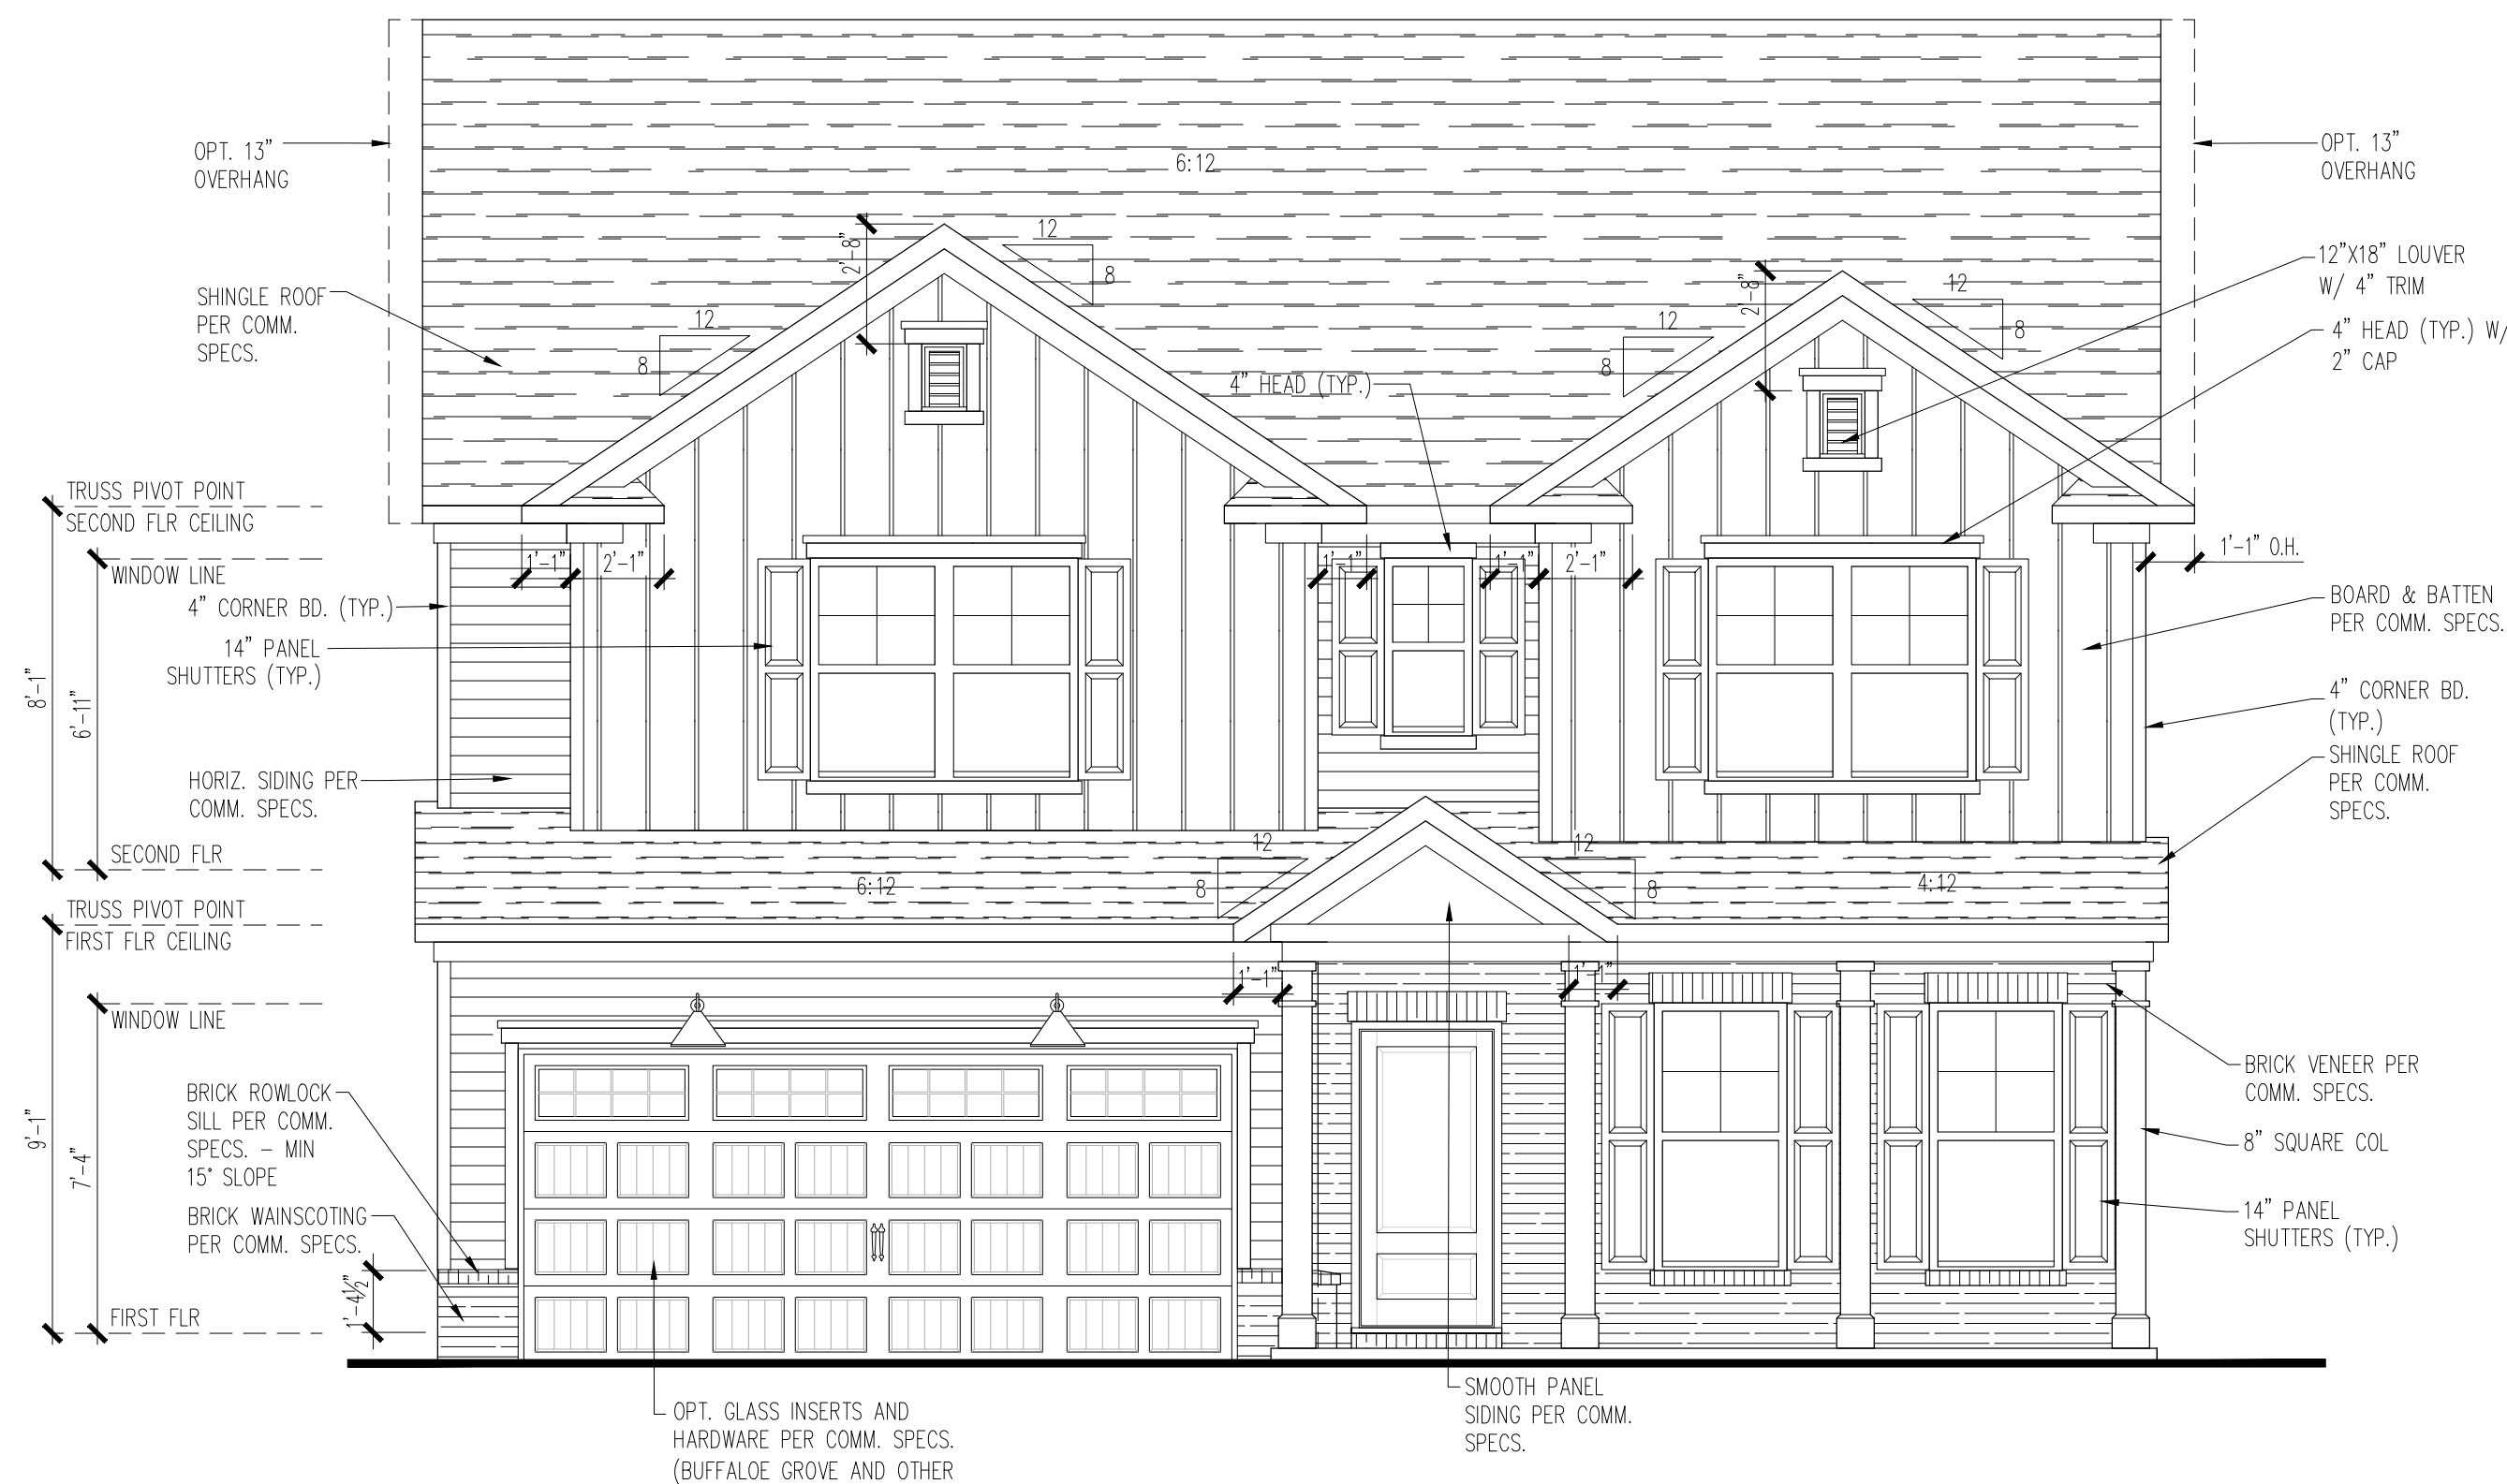 OPT. 13"
OVERHANG
6:12
OPT. 13"
OVERHANG
12
8
2'-8"
12"X18" LOUVER
W/ 4" TRIM
SHINGLE ROOF
PER COMM.
SPECS.
12
8
2'-8"
12
8
12
8
4" HEAD (TYP.) W/
2" CAP
4" HEAD (TYP.)
TRUSS PIVOT POINT
SECOND FLR CEILING
WINDOW LINE
1'-1"
2'-1"
1'-1"
1'-1"
2'-1"
1'-1" O.H.
4" CORNER BD. (TYP.)
14" PANEL
SHUTTERS (TYP.)
BOARD & BATTEN
PER COMM. SPECS.
8'-1"
6'-11"
4" CORNER BD.
(TYP.)
HORIZ. SIDING PER
COMM. SPECS.
SHINGLE ROOF
PER COMM.
SPECS.
SECOND FLR
12
8
12
8
6:12
4:12
TRUSS PIVOT POINT
FIRST FLR CEILING
1'-1"
1'-1"
WINDOW LINE
BRICK VENEER PER
COMM. SPECS.
BRICK ROWLOCK
SILL PER COMM.
SPECS. – MIN
15° SLOPE
9'-1"
7'-4"
8" SQUARE COL
BRICK WAINSCOTING
PER COMM. SPECS.
14" PANEL
SHUTTERS (TYP.)
1'-4½"
FIRST FLR
SMOOTH PANEL
SIDING PER COMM.
SPECS.
OPT. GLASS INSERTS AND
HARDWARE PER COMM. SPECS.
(BUFFALOE GROVE AND OTHER